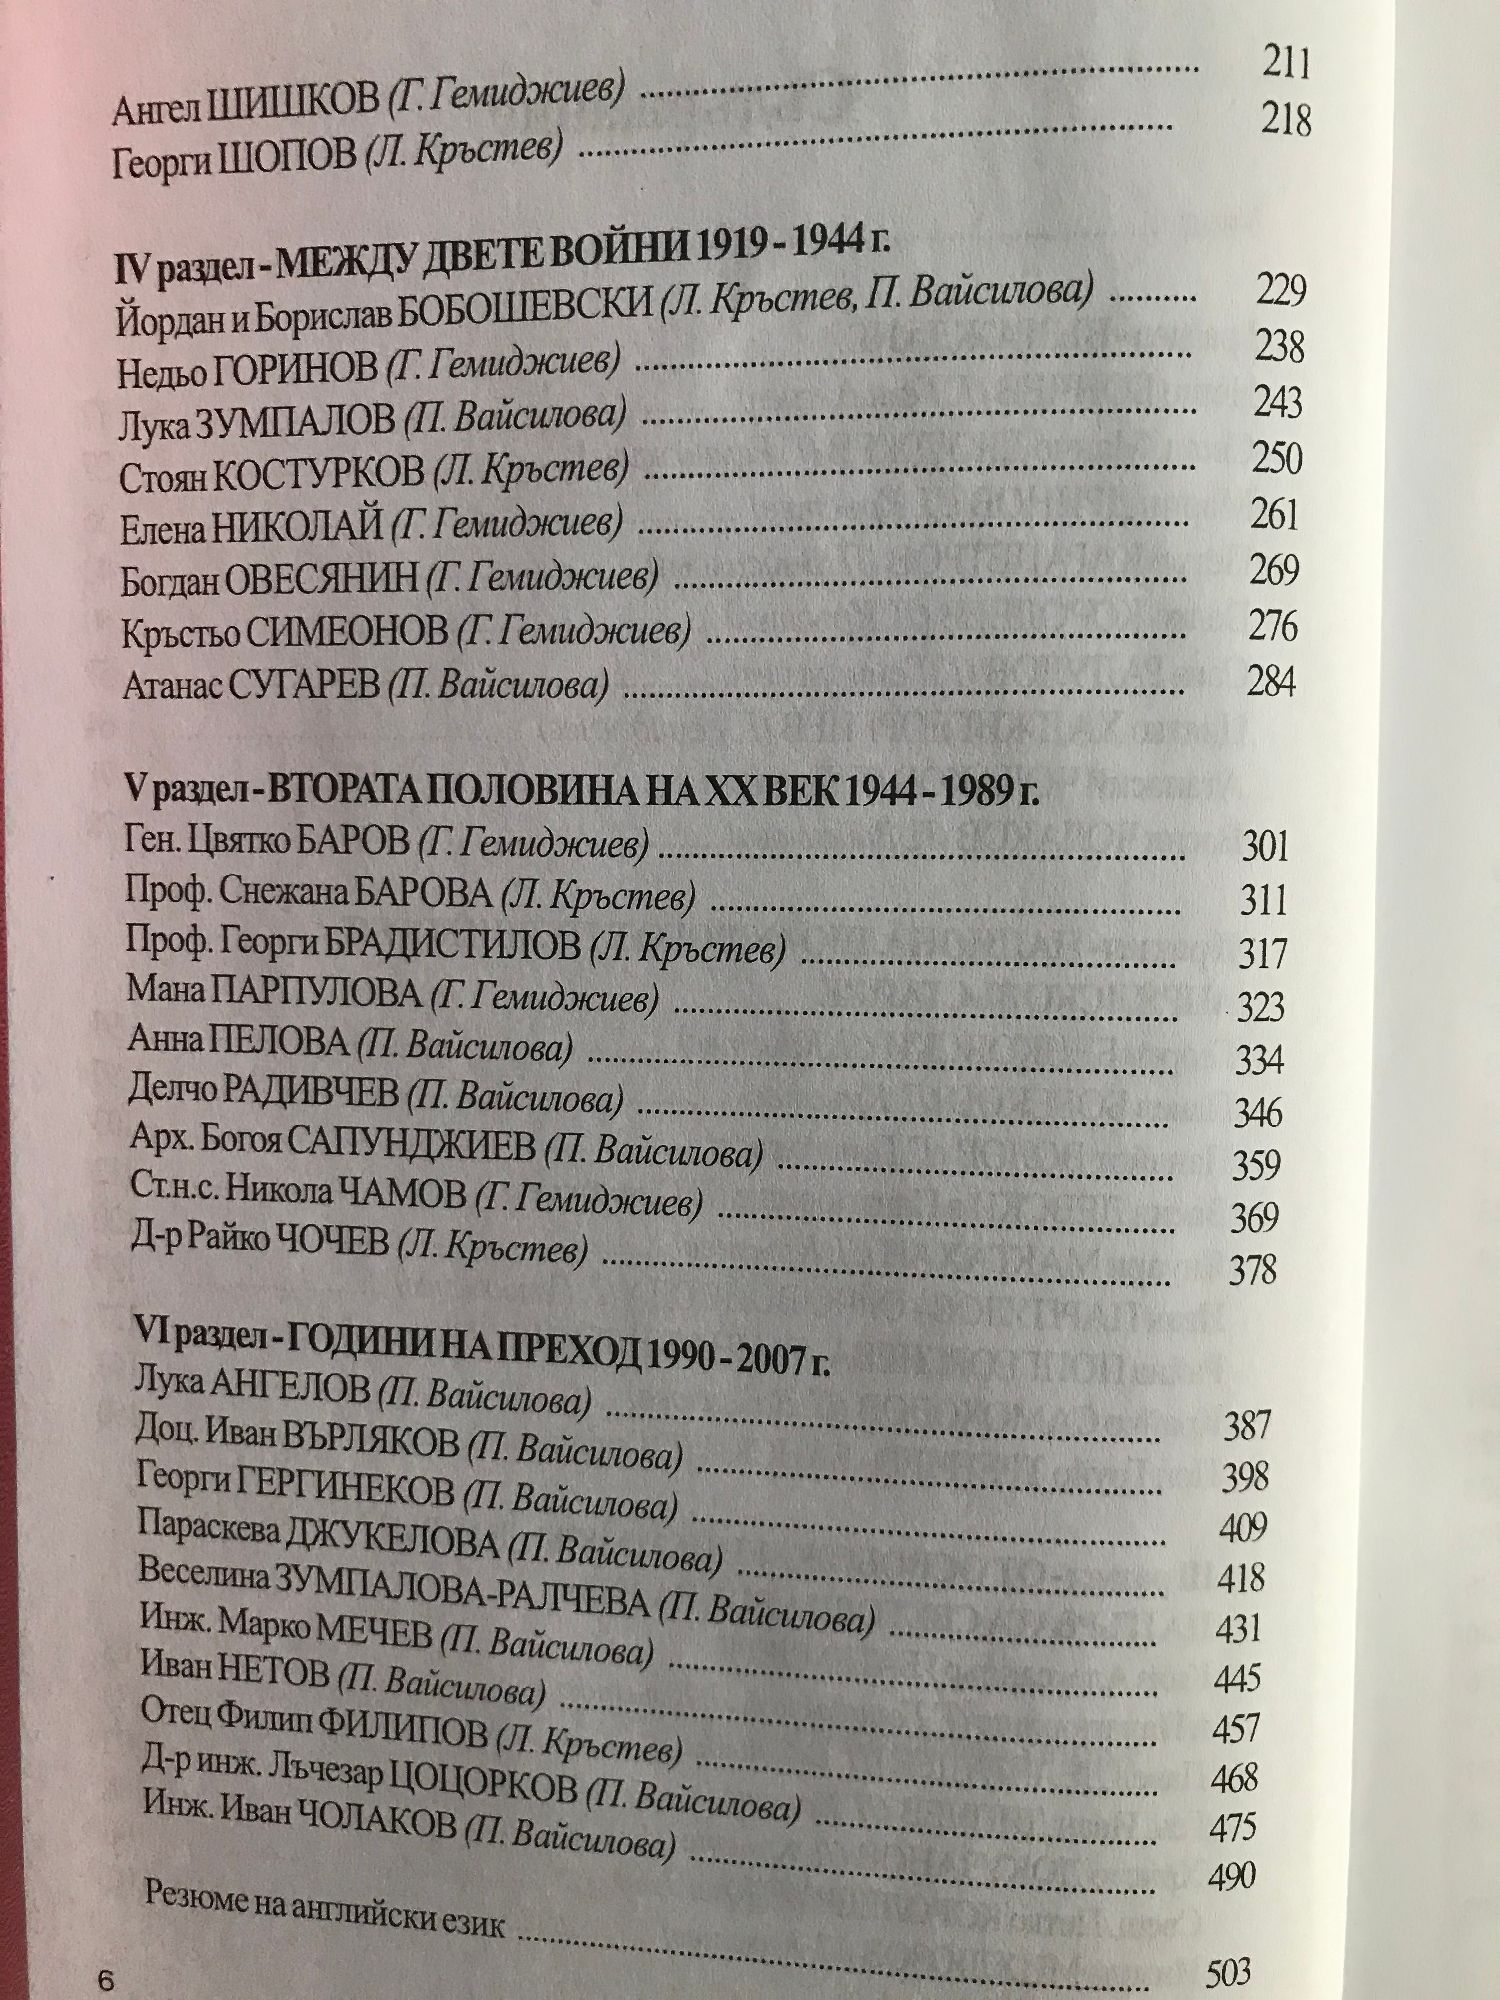 Ангел ШИШКОВ (Г. Гемиджиев) ........ 211
Георги ШОПОВ (Л. Кръстев) ........ 218
IV раздел - МЕЖДУ ДВЕТЕ ВОЙНИ 1919 - 1944 г.
Йордан и Борислав БОБОШЕВСКИ (Л. Кръстев, П. Вайсилова) ........ 229
Недьо ГОРИНОВ (Г. Гемиджиев) ........ 238
Лука ЗУМПАЛОВ (П. Вайсилова) ........ 243
Стоян КОСТУРКОВ (Л. Кръстев) ........ 250
Елена НИКОЛАЙ (Г. Гемиджиев) ........ 261
Богдан ОВЕСЯНИН (Г. Гемиджиев) ........ 269
Кръстьо СИМЕОНОВ (Г. Гемиджиев) ........ 276
Атанас СУГАРЕВ (П. Вайсилова) ........ 284
V раздел - ВТОРАТА ПОЛОВИНА НА XX ВЕК 1944 - 1989 г.
Ген. Цвятко БАРОВ (Г. Гемиджиев) ........ 301
Проф. Снежана БАРОВА (Л. Кръстев) ........ 311
Проф. Георги БРАДИСТИЛОВ (Л. Кръстев) ........ 317
Мана ПАРПУЛОВА (Г. Гемиджиев) ........ 323
Анна ПЕЛОВА (П. Вайсилова) ........ 334
Делчо РАДИВЧЕВ (П. Вайсилова) ........ 346
Арх. Богоя САПУНДЖИЕВ (П. Вайсилова) ........ 359
Ст.н.с. Никола ЧАМОВ (Г. Гемиджиев) ........ 369
Д-р Райко ЧОЧЕВ (Л. Кръстев) ........ 378
VI раздел - ГОДИНИ НА ПРЕХОД 1990 - 2007 г.
Лука АНГЕЛОВ (П. Вайсилова) ........ 387
Доц. Иван ВЪРЛЯКОВ (П. Вайсилова) ........ 398
Георги ГЕРГИНЕКОВ (П. Вайсилова) ........ 409
Параскева ДЖУКЕЛОВА (П. Вайсилова) ........ 418
Веселина ЗУМПАЛОВА-РАЛЧЕВА (П. Вайсилова) ........ 431
Инж. Марко МЕЧЕВ (П. Вайсилова) ........ 445
Иван НЕТОВ (П. Вайсилова) ........ 457
Отец Филип ФИЛИПОВ (Л. Кръстев) ........ 468
Д-р инж. Лъчезар ЦОЦОРКОВ (П. Вайсилова) ........ 475
Инж. Иван ЧОЛАКОВ (П. Вайсилова) ........ 490
Резюме на английски език ........ 503
6